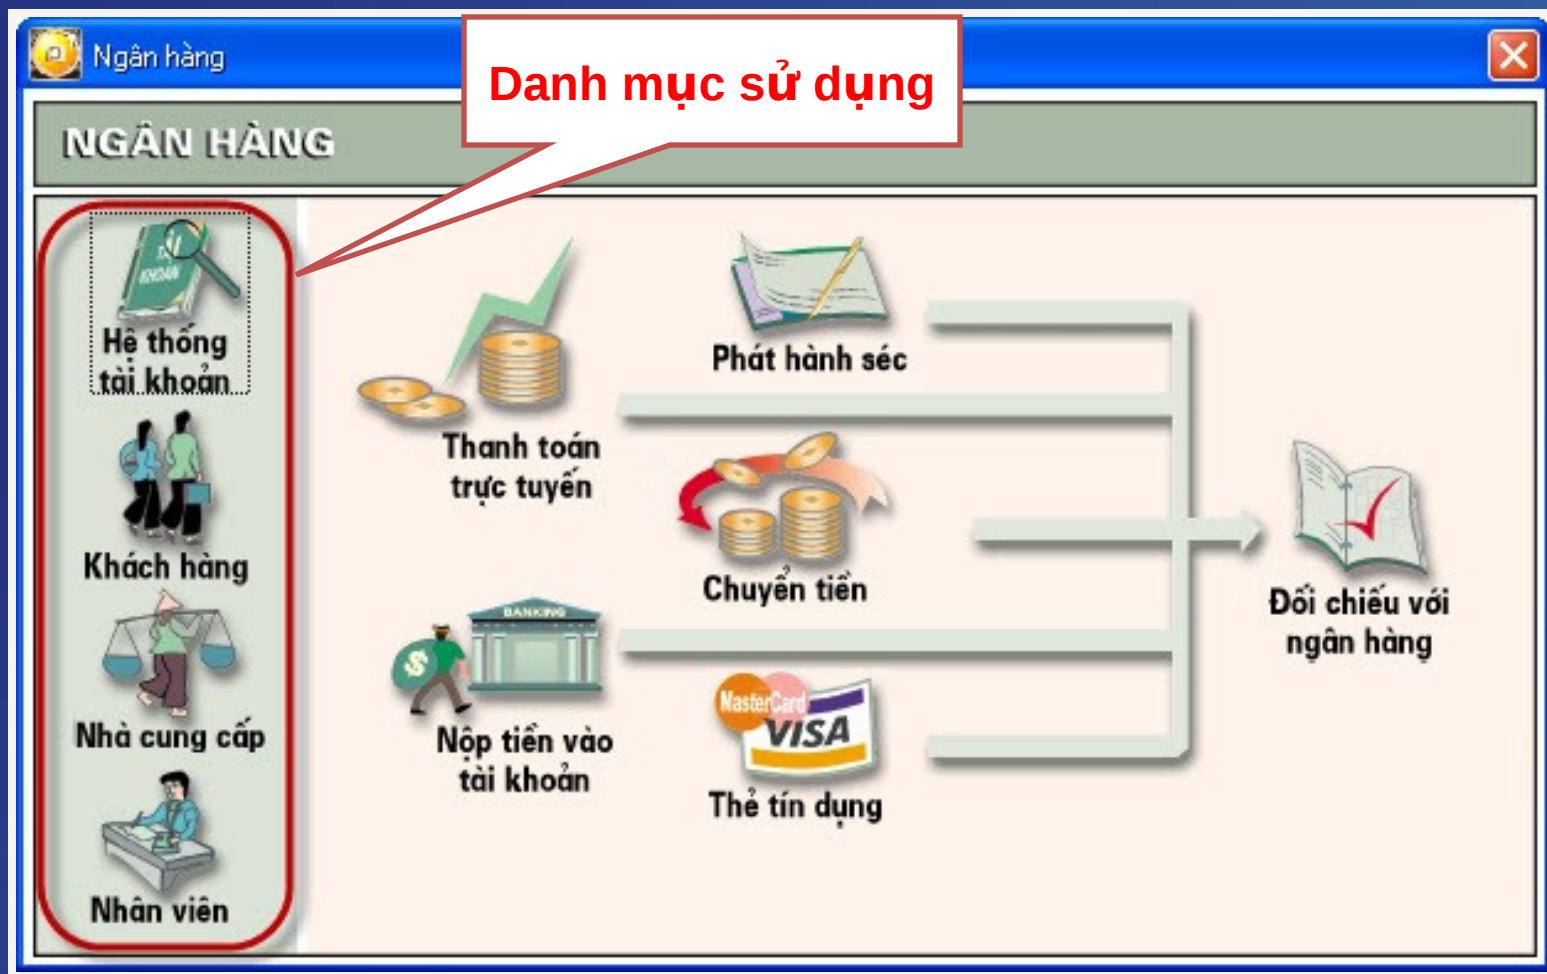 Ngân hàng
Danh mục sử dụng
NGÂN HÀNG
TÀI
KHOAN
Hệ thống
tài khoản
Khách hàng
Nhà cung cấp
Nhân viên
Thanh toán
trực tuyến
Phát hành séc
Chuyển tiền
BANKING
$
Nộp tiền vào
tài khoản
MasterCard
VISA
Thẻ tín dụng
Đối chiếu với
ngân hàng